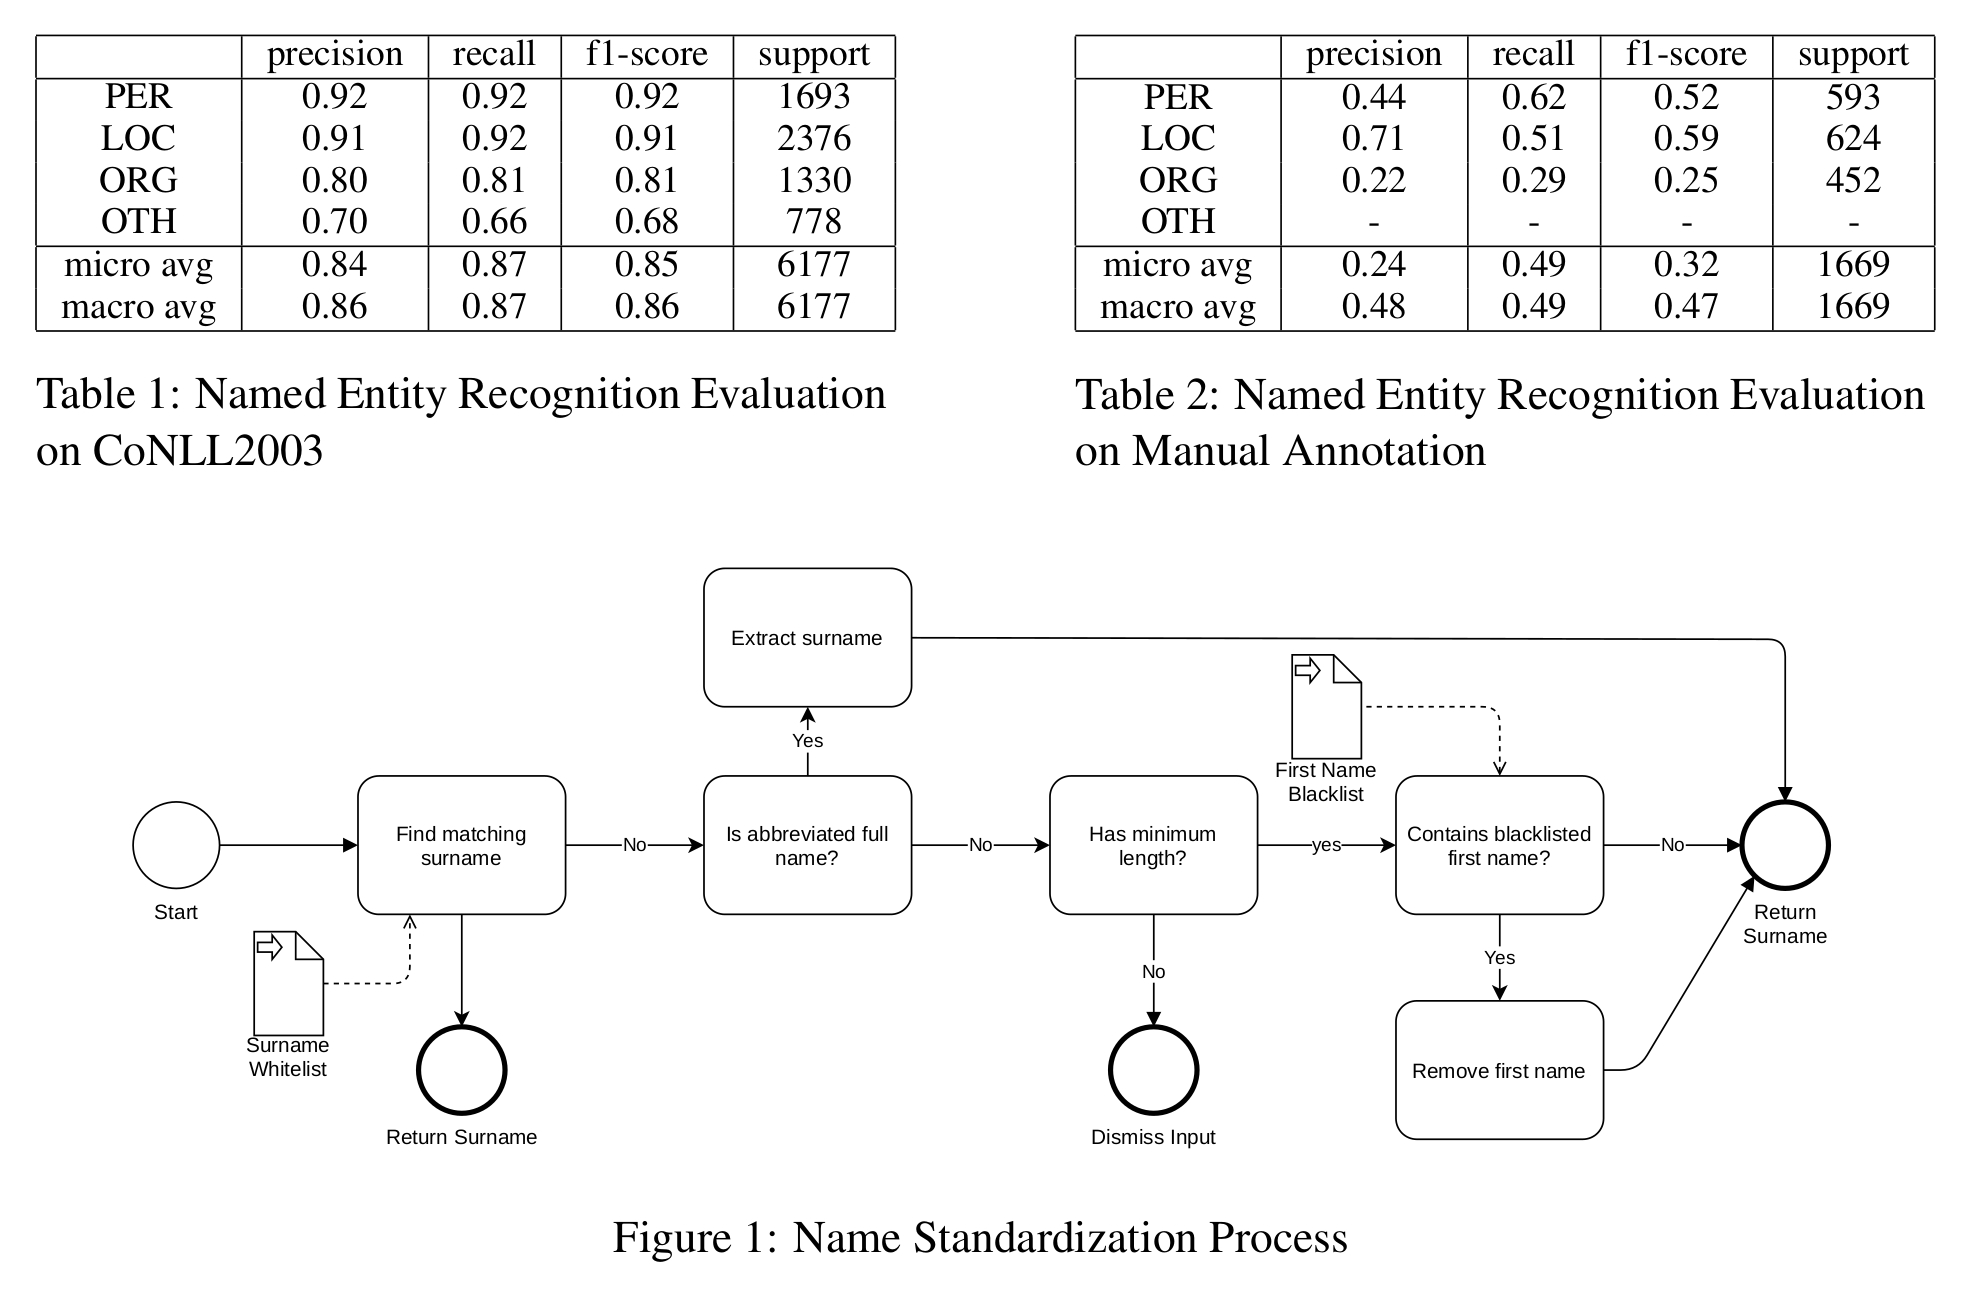 precision recall f1-score support
PER 0.92 0.92 0.92 1693
LOC 0.91 0.92 0.91 2376
ORG 0.80 0.81 0.81 1330
OTH 0.70 0.66 0.68 778
micro avg 0.84 0.87 0.85 6177
macro avg 0.86 0.87 0.86 6177
Table 1: Named Entity Recognition Evaluation
on CoNLL2003
precision recall f1-score support
PER 0.44 0.62 0.52 593
LOC 0.71 0.51 0.59 624
ORG 0.22 0.29 0.25 452
OTH - - - -
micro avg 0.24 0.49 0.32 1669
macro avg 0.48 0.49 0.47 1669
Table 2: Named Entity Recognition Evaluation
on Manual Annotation
Start
Surname
Whitelist
Find matching
surname
Return Surname
No
Is abbreviated full
name?
Yes
Extract surname
No
Has minimum
length?
No
Dismiss Input
yes
First Name
Blacklist
Contains blacklisted
first name?
Yes
Remove first name
No
Return
Surname
Figure 1: Name Standardization Process